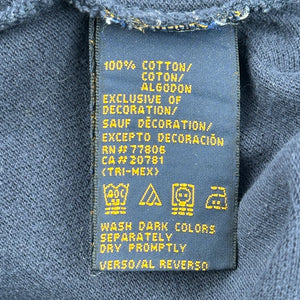 100% COTTON/
COTON/
ALGODON
EXCLUSIVE OF
DECORATION/
SAUF DÉCORATION/
EXCEPTO DECORACIÓN
RN# 77806
CA# 20781
(TRI-MEX)
WASH DARK COLORS
SEPARATELY
DRY PROMPTLY
VERSO/AL REVERSO